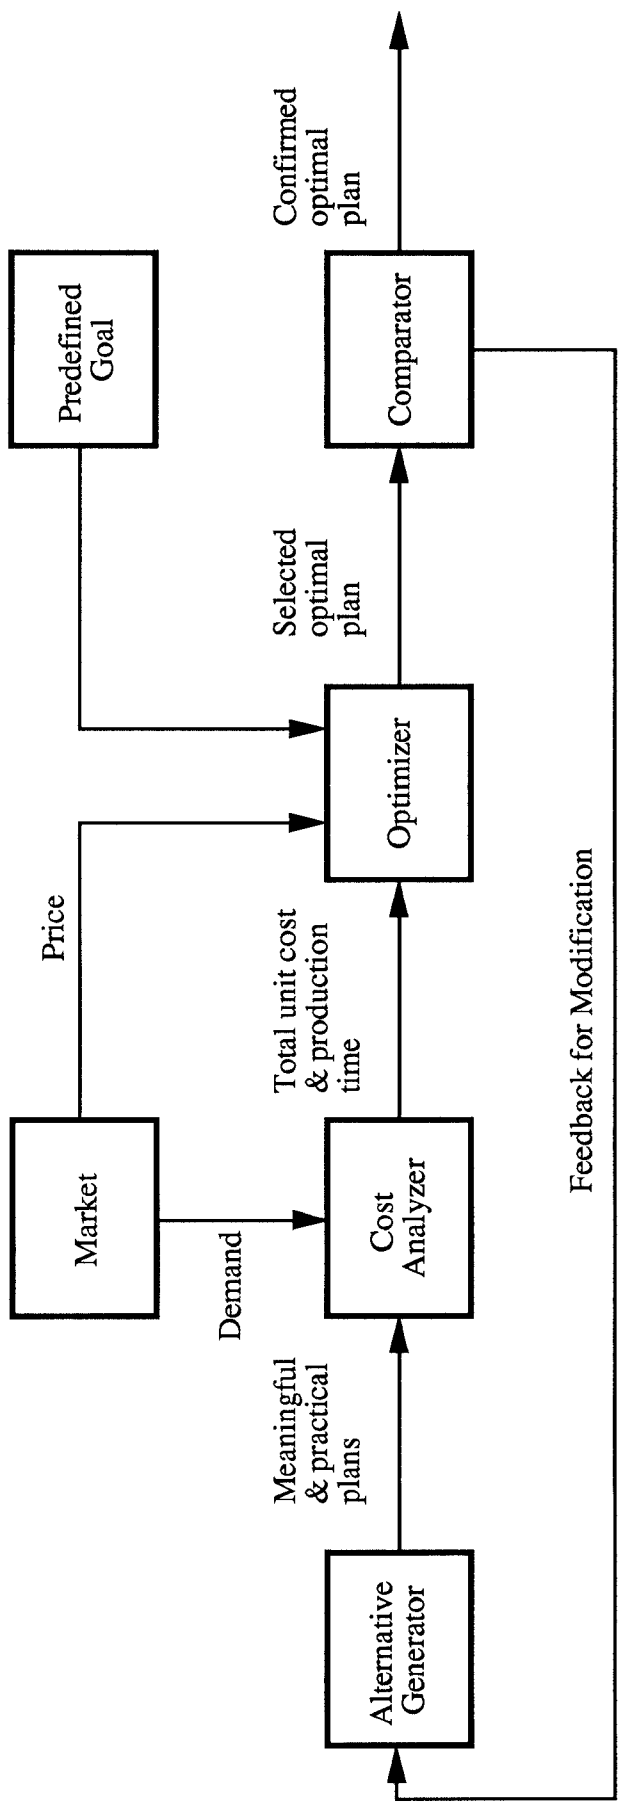 Market
Price
Predefined
Goal
Demand
Alternative
Generator
Meaningful
& practical
plans
Cost
Analyzer
Total unit cost
& production
time
Optimizer
Selected
optimal
plan
Comparator
Confirmed
optimal
plan
Feedback for Modification